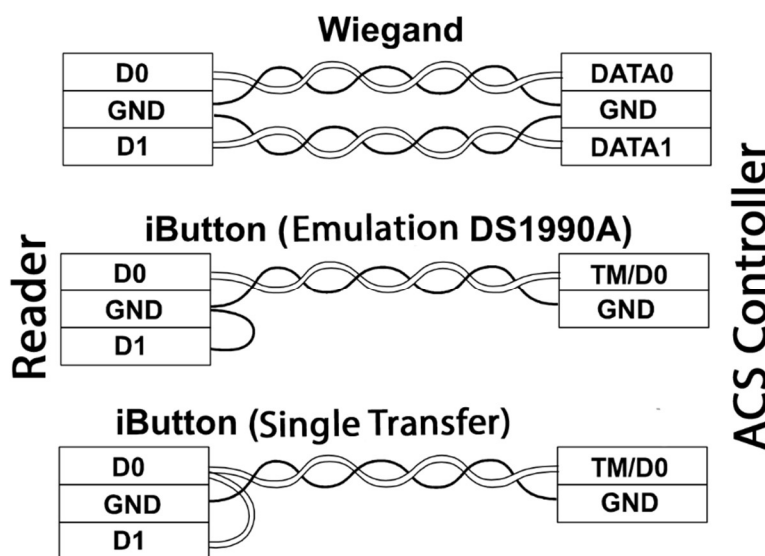 Wiegand
D0 DATA0
GND GND
D1 DATA1
iButton (Emulation DS1990A)
D0 TM/D0
GND GND
D1
iButton (Single Transfer)
D0 TM/D0
GND GND
D1
Reader
ACS Controller